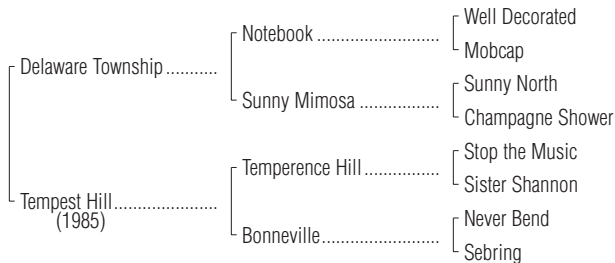 Well Decorated
Notebook ..................
Mobcap
Delaware Township ..........
Sunny North
Sunny Mimosa .................
Champagne Shower
Stop the Music
Temperence Hill ................
Sister Shannon
Tempest Hill .....................
(1985)
Never Bend
Bonneville .........................
Sebring